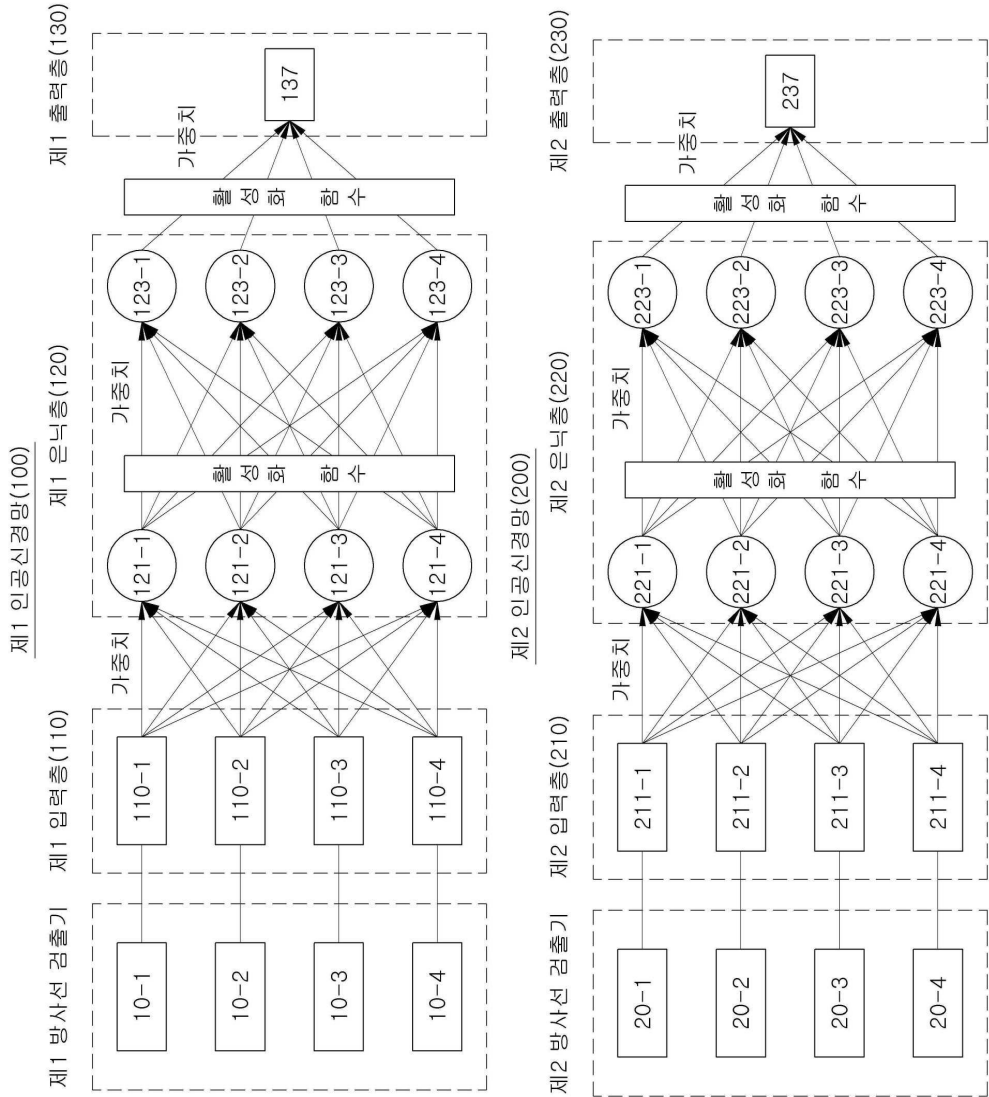 제1 인공신경망(100)
제1 방사선 검출기
제1 입력층(110)
제1 은닉층(120)
제1 출력층(130)
가중치
가중치
가중치
10-1
110-1
121-1
123-1
10-2
110-2
121-2
123-2
137
10-3
110-3
121-3
123-3
10-4
110-4
121-4
123-4
활성화 함수
활성화 함수
제2 인공신경망(200)
제2 방사선 검출기
제2 입력층(210)
제2 은닉층(220)
제2 출력층(230)
가중치
가중치
가중치
20-1
211-1
221-1
223-1
20-2
211-2
221-2
223-2
237
20-3
211-3
221-3
223-3
20-4
211-4
221-4
223-4
활성화 함수
활성화 함수